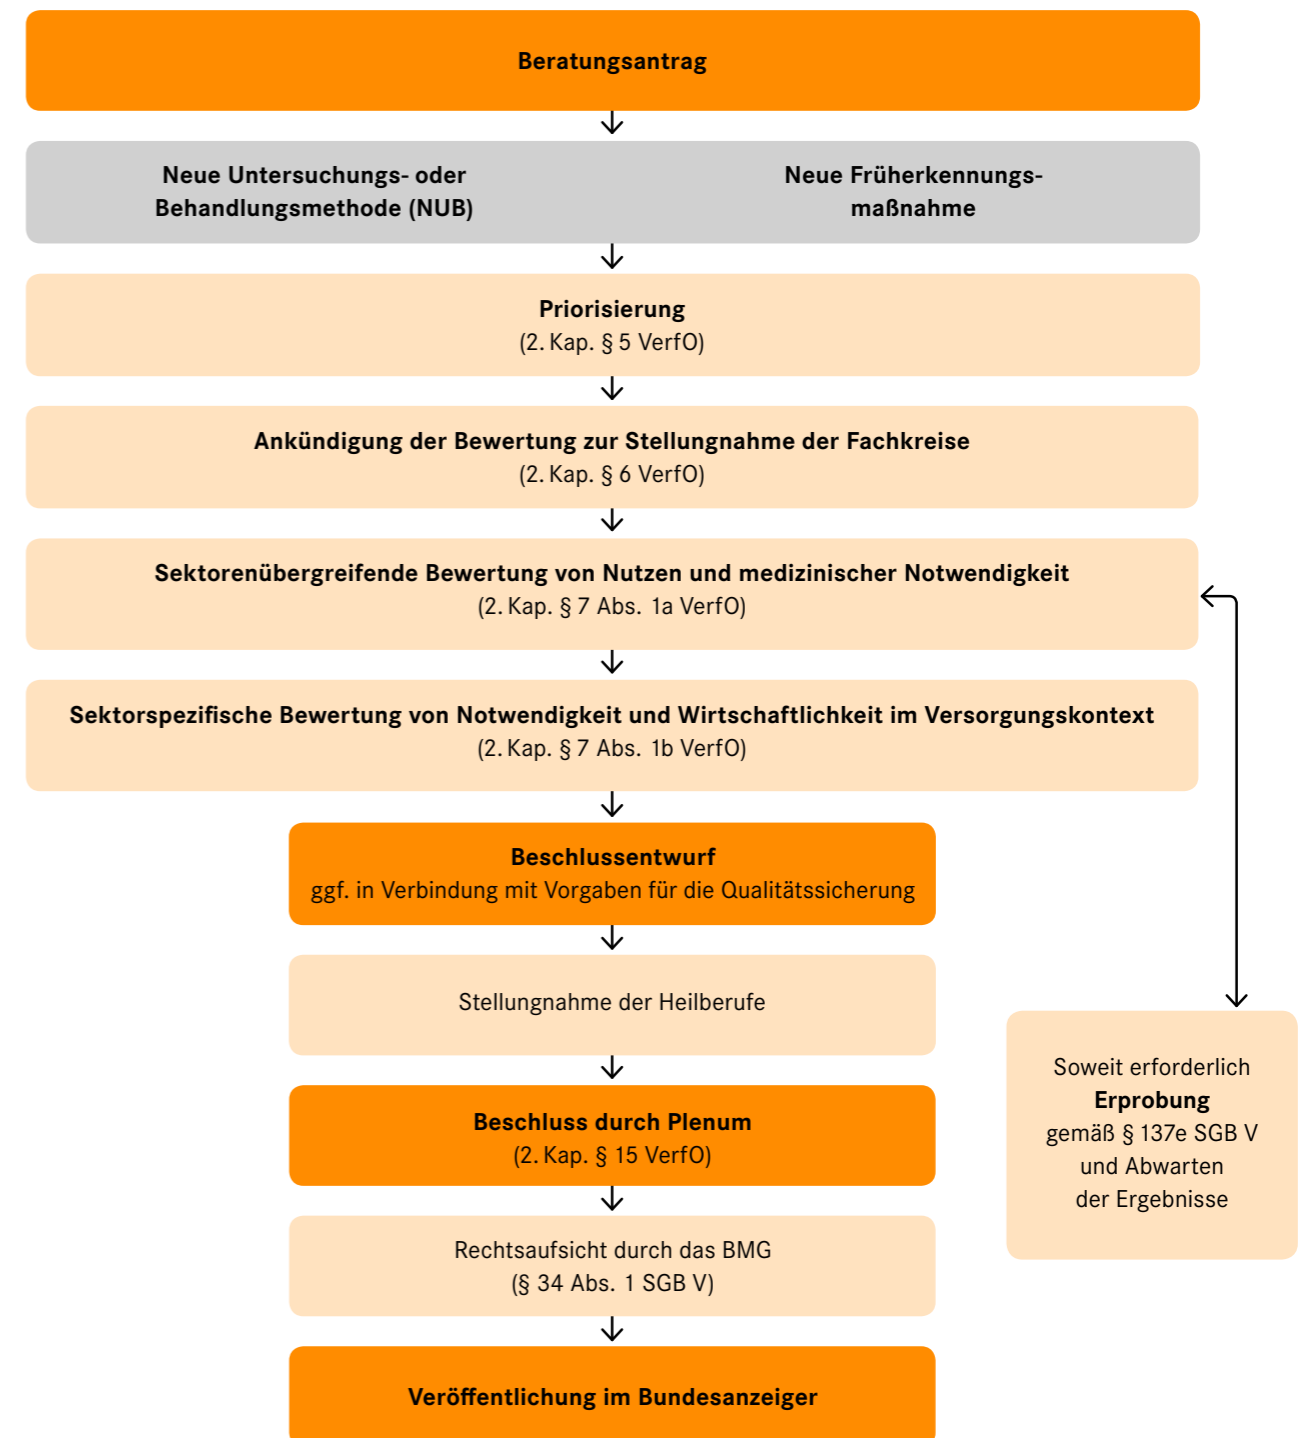 Beratungsantrag
Neue Untersuchungs- oder
Behandlungsmethode (NUB)
Neue Früherkennungs-
maßnahme
Priorisierung
(2. Kap. § 5 VerfO)
Ankündigung der Bewertung zur Stellungnahme der Fachkreise
(2. Kap. § 6 VerfO)
Sektorenübergreifende Bewertung von Nutzen und medizinischer Notwendigkeit
(2. Kap. § 7 Abs. 1a VerfO)
Sektorspezifische Bewertung von Notwendigkeit und Wirtschaftlichkeit im Versorgungskontext
(2. Kap. § 7 Abs. 1b VerfO)
Beschlussentwurf
ggf. in Verbindung mit Vorgaben für die Qualitätssicherung
Stellungnahme der Heilberufe
Soweit erforderlich
Erprobung
gemäß § 137e SGB V
und Abwarten
der Ergebnisse
Beschluss durch Plenum
(2. Kap. § 15 VerfO)
Rechtsaufsicht durch das BMG
(§ 34 Abs. 1 SGB V)
Veröffentlichung im Bundesanzeiger